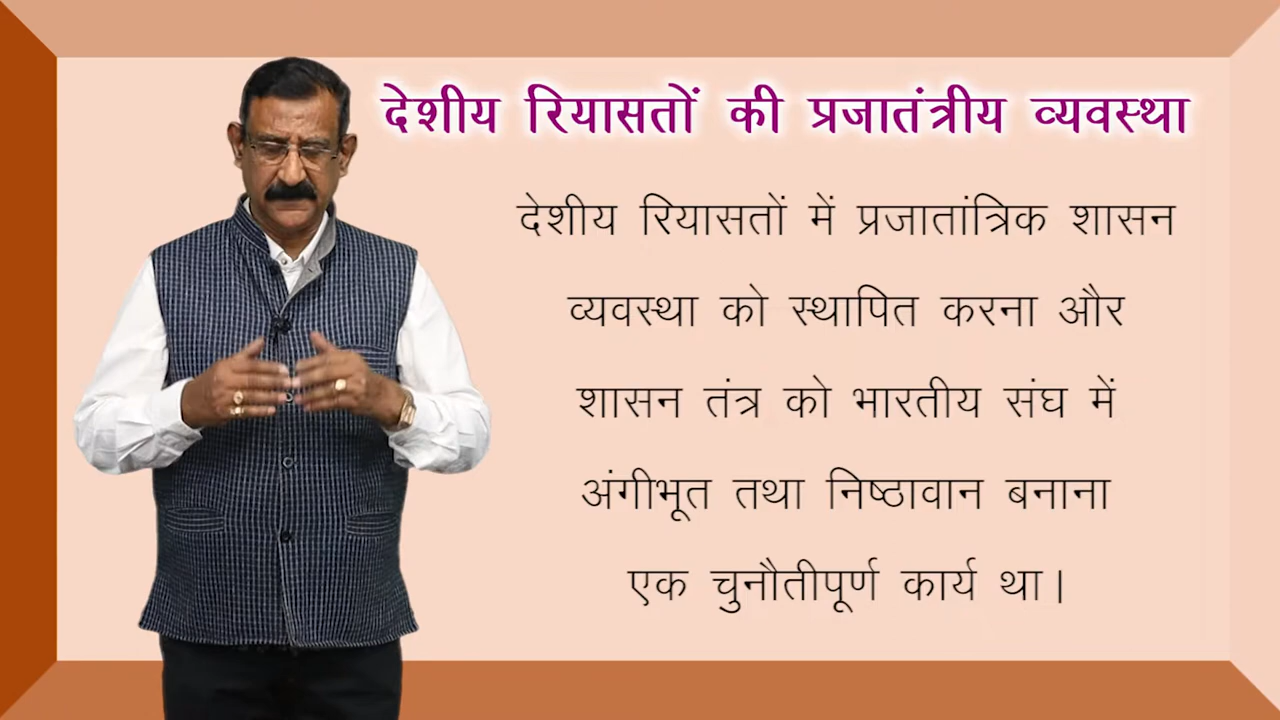 देशीय रियासतों की प्रजातंत्रीय व्यवस्था
देशीय रियासतों में प्रजातांत्रिक शासन
व्यवस्था को स्थापित करना और
शासन तंत्र को भारतीय संघ में
अंगीभूत तथा निष्ठावान बनाना
एक चुनौतीपूर्ण कार्य था।